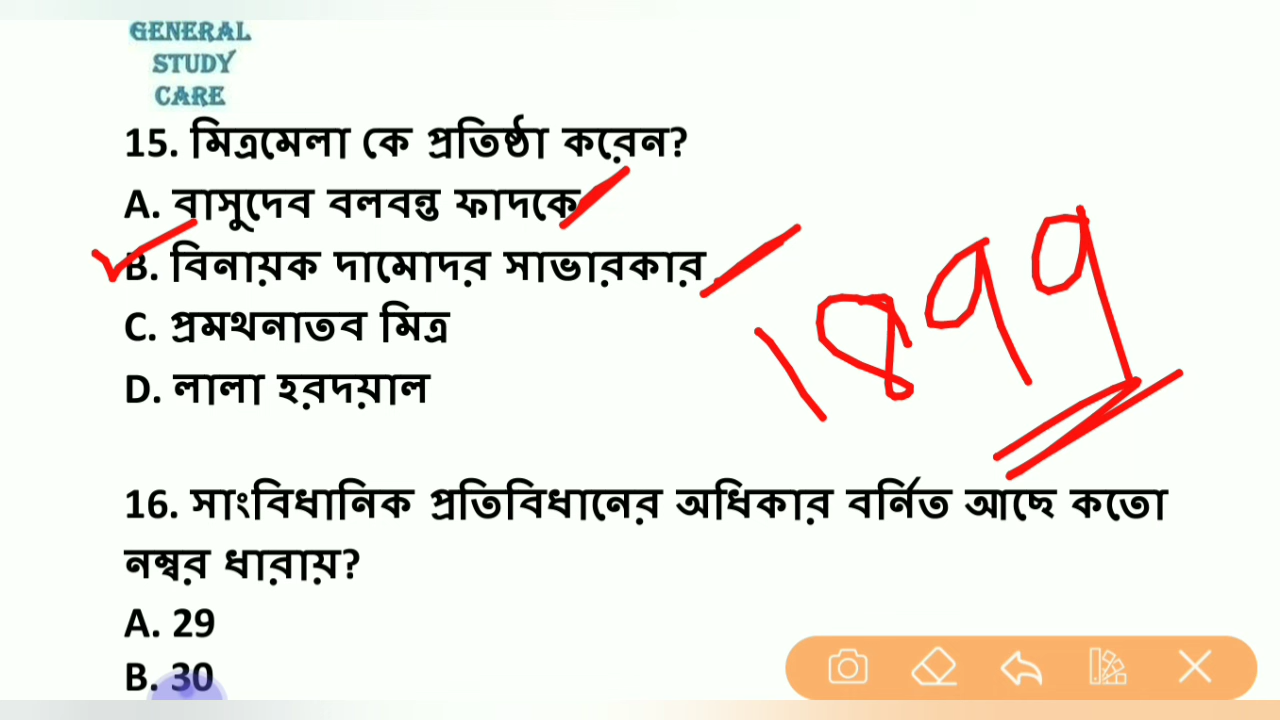 GENERAL
STUDY
CARE
15. মিত্রমেলা কে প্রতিষ্ঠা করেন?
A. বাসুদেব বলবন্ত ফাদকে
B. বিনায়ক দামোদর সাভারকার
C. প্রমথনাতব মিত্র
D. লালা হরদয়াল
1899
16. সাংবিধানিক প্রতিবিধানের অধিকার বর্নিত আছে কতো
নম্বর ধারায়?
A. 29
B. 30